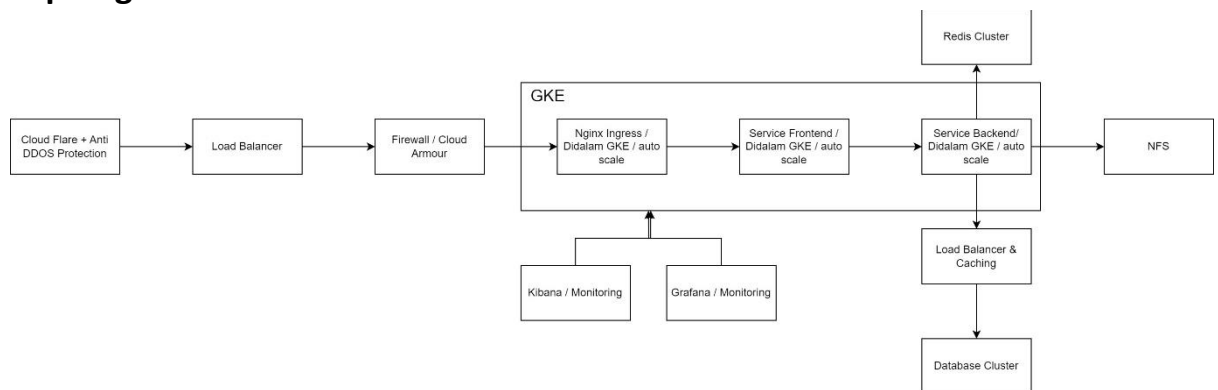 Redis Cluster
GKE
Cloud Flare + Anti
DDOS Protection
Load Balancer
Firewall / Cloud
Armour
Nginx Ingress /
Didalam GKE / auto
scale
Service Frontend /
Didalam GKE / auto
scale
Service Backend/
Didalam GKE / auto
scale
NFS
Load Balancer &
Caching
Kibana / Monitoring
Grafana / Monitoring
Database Cluster